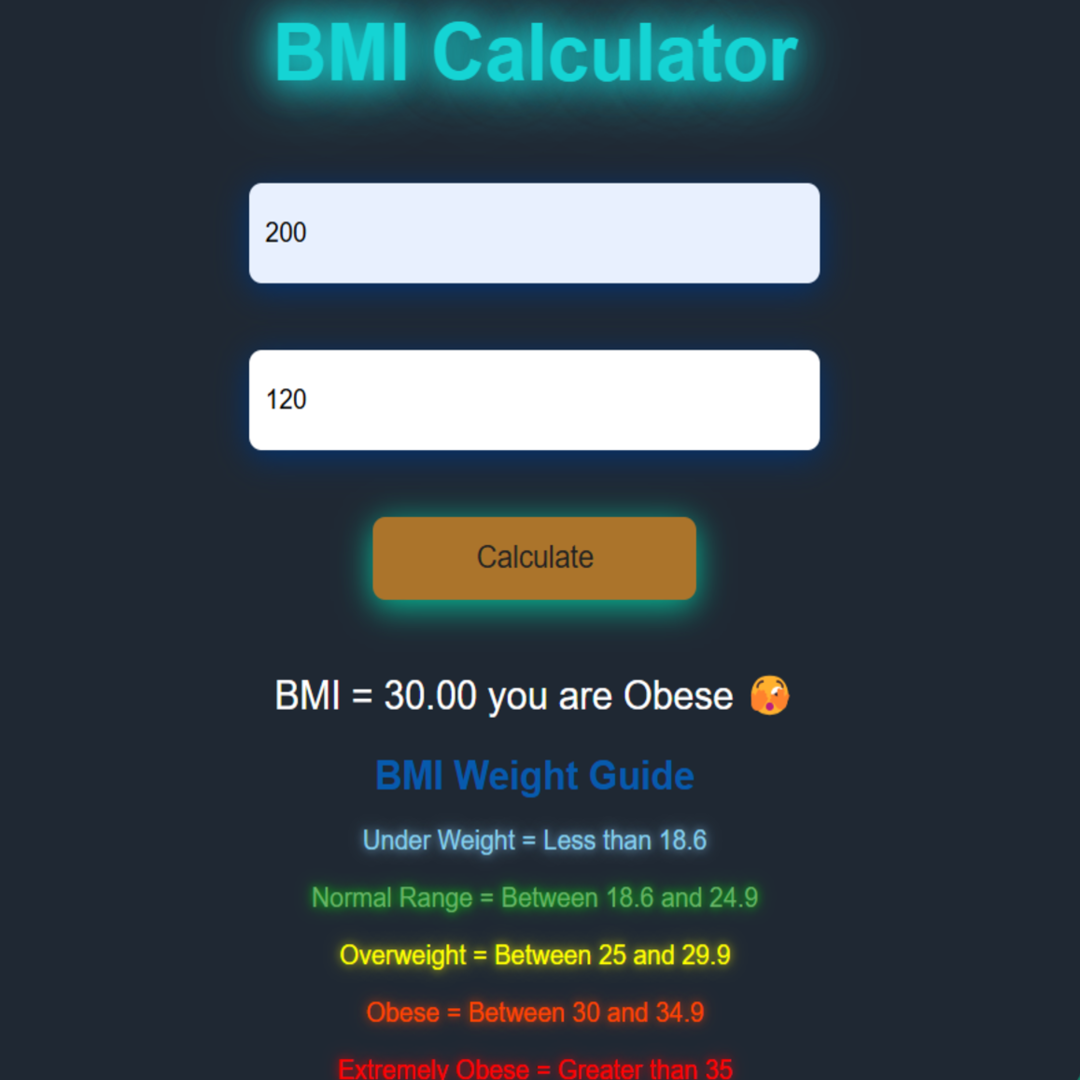 BMI Calculator
200
120
Calculate
BMI = 30.00 you are Obese 🫣
BMI Weight Guide
Under Weight = Less than 18.6
Normal Range = Between 18.6 and 24.9
Overweight = Between 25 and 29.9
Obese = Between 30 and 34.9
Extremely Obese = Greater than 35